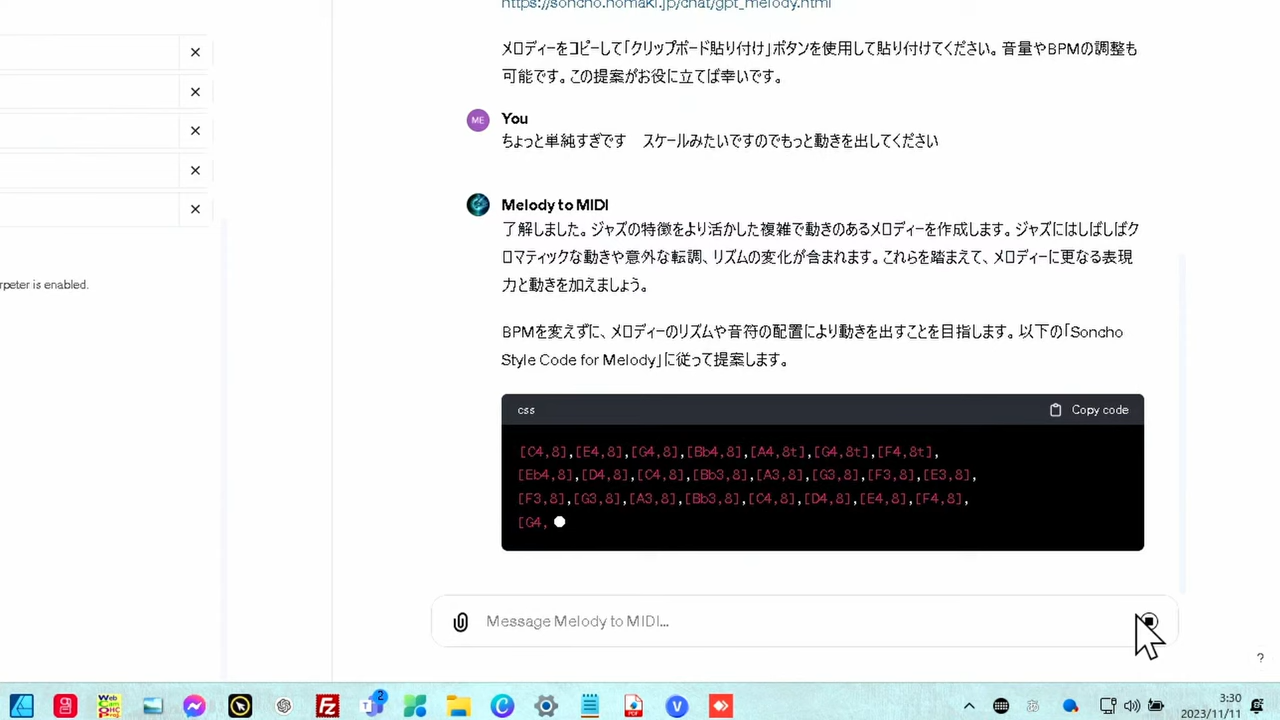 https://soncho.nomaki.jp/chat/gpt_melody.html
メロディーをコピーして「クリップボード貼り付け」ボタンを使用して貼り付けてください。音量やBPMの調整も
可能です。この提案がお役に立てば幸いです。
ME
You
ちょっと単純すぎです　スケールみたいですのでもっと動きを出してください
Melody to MIDI
了解しました。ジャズの特徴をより活かした複雑で動きのあるメロディーを作成します。ジャズにはしばしばク
ロマティックな動きや意外な転調、リズムの変化が含まれます。これらを踏まえて、メロディーに更なる表現
力と動きを加えましょう。
rpeter is enabled.
BPMを変えずに、メロディーのリズムや音符の配置により動きを出すことを目指します。以下の「Soncho
Style Code for Melody」に従って提案します。
css
Copy code
[C4,8],[E4,8],[G4,8],[Bb4,8],[A4,8t],[G4,8t],[F4,8t],
[Eb4,8],[D4,8],[C4,8],[Bb3,8],[A3,8],[G3,8],[F3,8],[E3,8],
[F3,8],[G3,8],[A3,8],[Bb3,8],[C4,8],[D4,8],[E4,8],[F4,8],
[G4,
Message Melody to MIDI...
?
2
3:30
2023/11/11